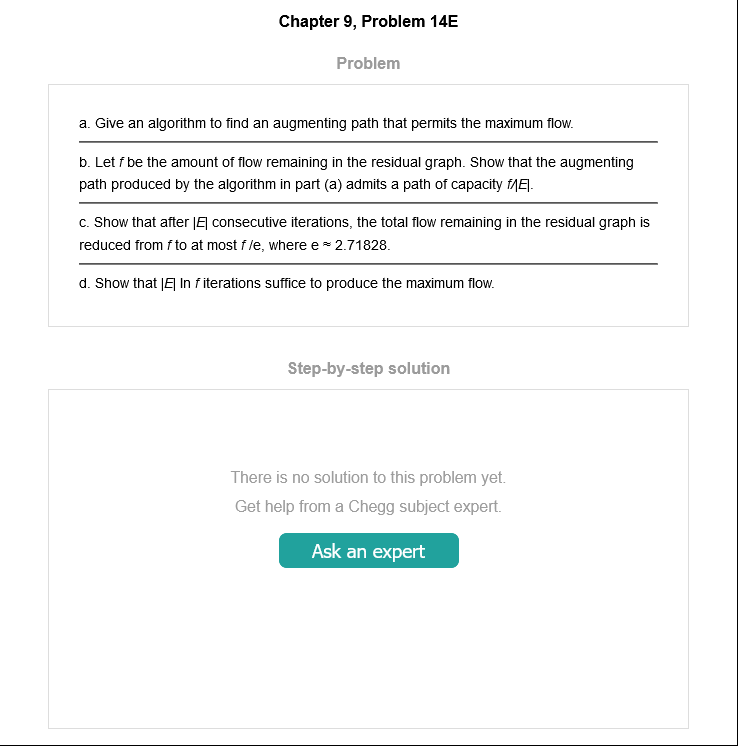 Chapter 9, Problem 14E
Problem
a. Give an algorithm to find an augmenting path that permits the maximum flow.
b. Let f be the amount of flow remaining in the residual graph. Show that the augmenting
path produced by the algorithm in part (a) admits a path of capacity f/|E|.
c. Show that after |E| consecutive iterations, the total flow remaining in the residual graph is
reduced from f to at most f /e, where e ≈ 2.71828.
d. Show that |E| ln f iterations suffice to produce the maximum flow.
Step-by-step solution
There is no solution to this problem yet.
Get help from a Chegg subject expert.
Ask an expert